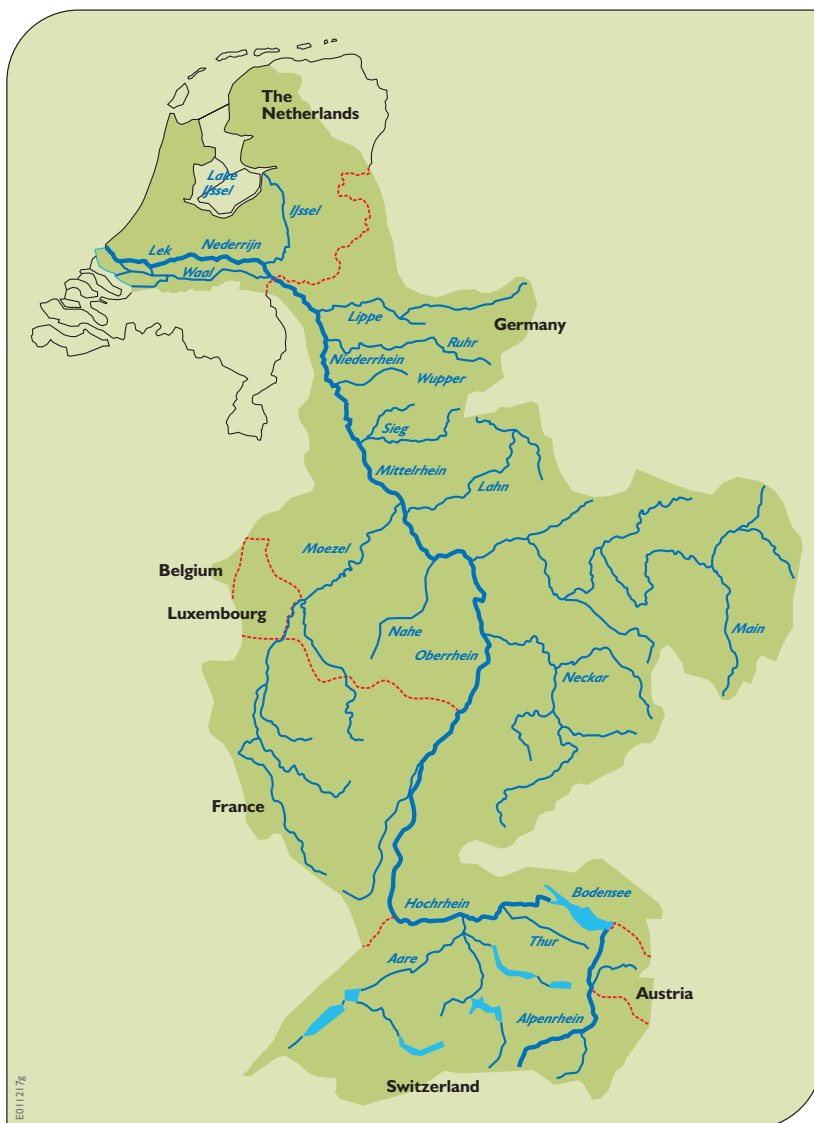 The
Netherlands
Lake
IJssel
IJssel
Lek
Nederrijn
Waal
Lippe
Germany
Ruhr
Niederrhein
Wupper
Sieg
Mittelrhein
Lahn
Moezel
Belgium
Luxembourg
Nahe
Main
Oberrhein
Neckar
France
Bodensee
Hochrhein
Thur
Aare
Austria
Alpenrhein
Switzerland
E011217g